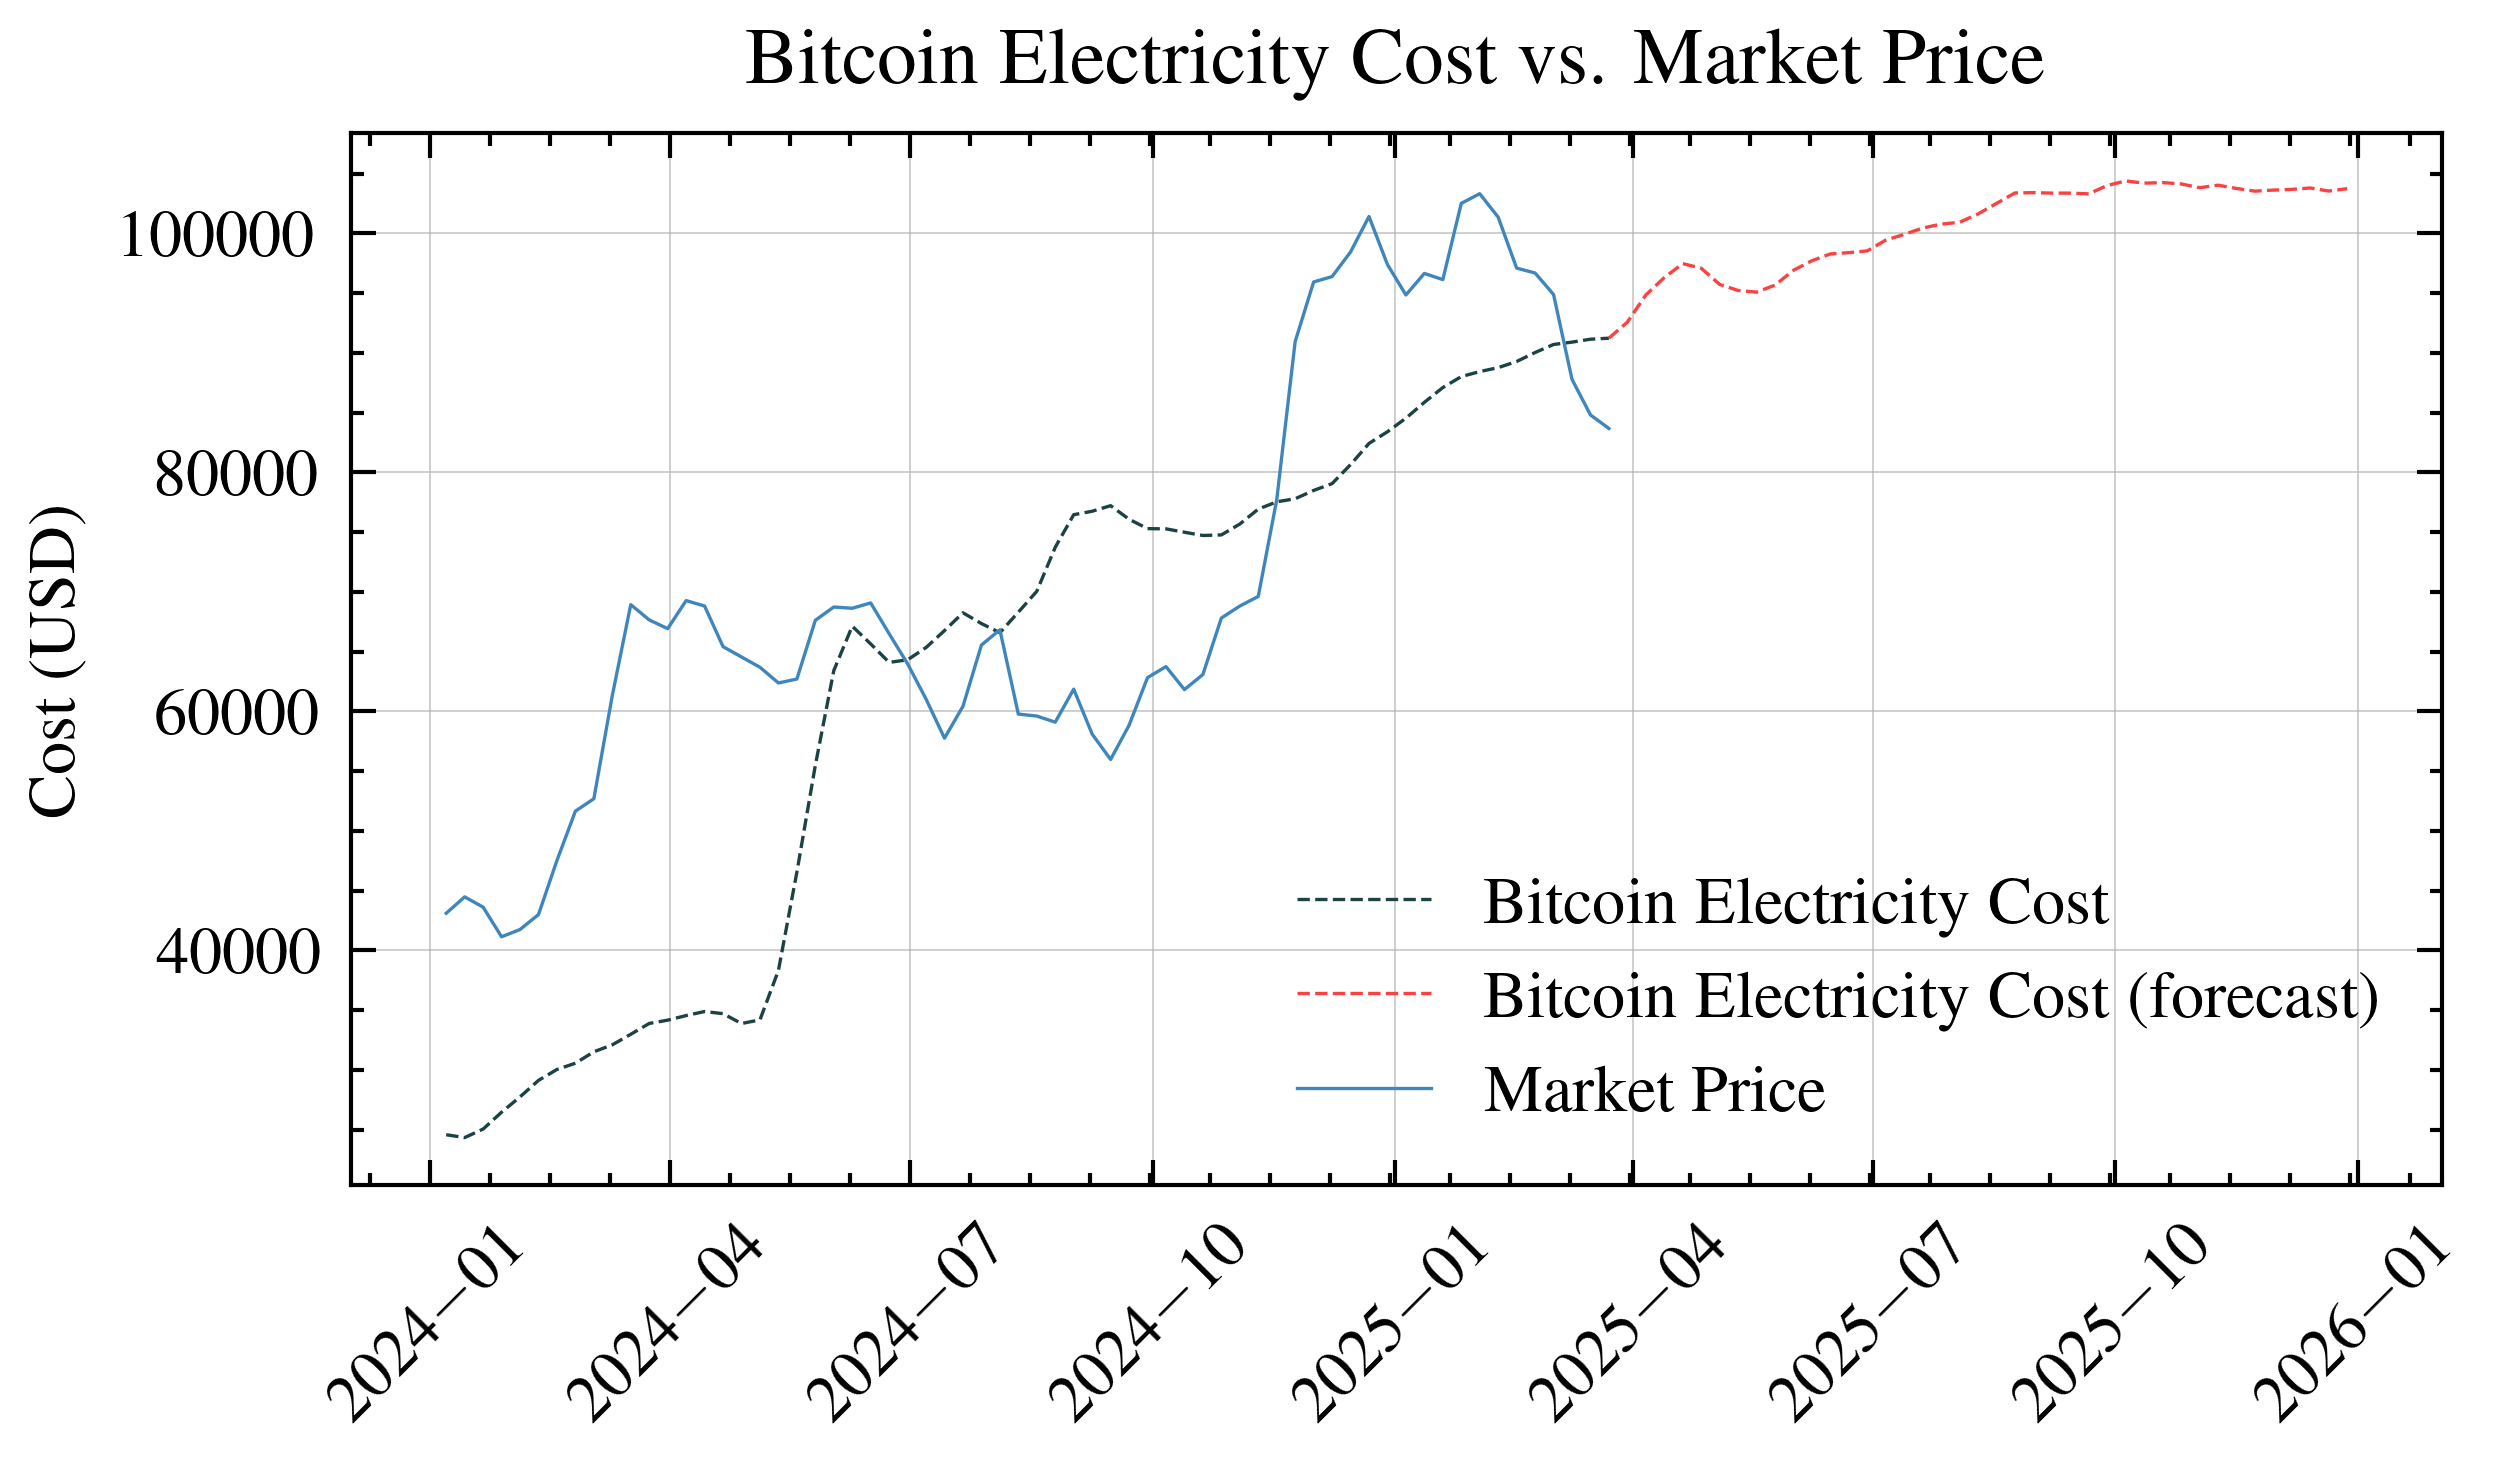 Bitcoin Electricity Cost vs. Market Price
Cost (USD)
100000
80000
60000
40000
Bitcoin Electricity Cost
Bitcoin Electricity Cost (forecast)
Market Price
2024–01
2024–04
2024–07
2024–10
2025–01
2025–04
2025–07
2025–10
2026–01